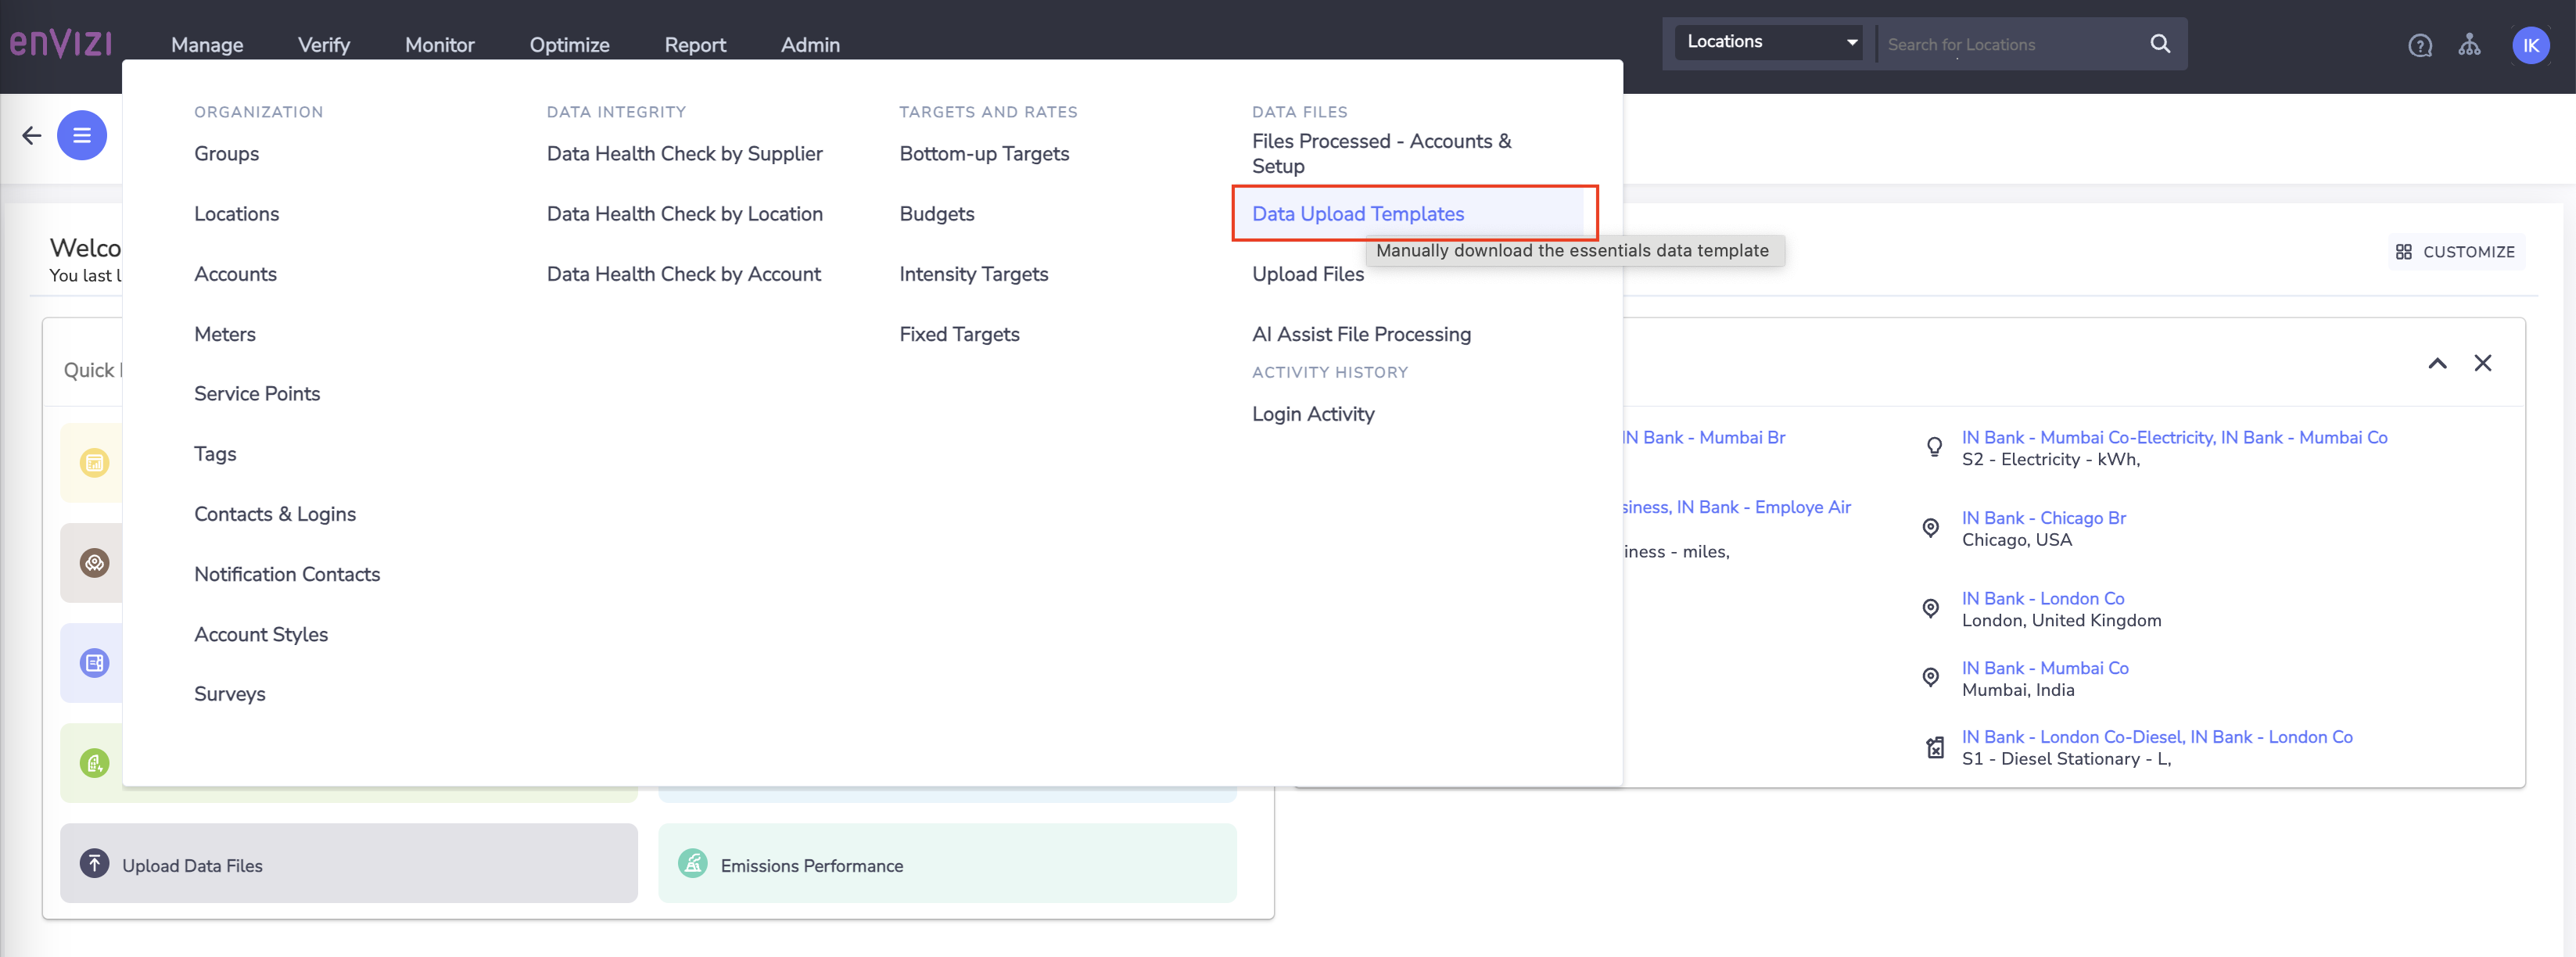 enVIZI
Manage
Verify
Monitor
Optimize
Report
Admin
Locations
Search for Locations
IK
ORGANIZATION
Groups
Locations
Accounts
Meters
Service Points
Tags
Contacts & Logins
Notification Contacts
Account Styles
Surveys
DATA INTEGRITY
Data Health Check by Supplier
Data Health Check by Location
Data Health Check by Account
TARGETS AND RATES
Bottom-up Targets
Budgets
Intensity Targets
Fixed Targets
DATA FILES
Files Processed - Accounts &
Setup
Data Upload Templates
Manually download the essentials data template
Upload Files
AI Assist File Processing
ACTIVITY HISTORY
Login Activity
Welco
You last l
CUSTOMIZE
Quick
IN Bank - Mumbai Br
siness, IN Bank - Employe Air
iness - miles,
IN Bank - Mumbai Co-Electricity, IN Bank - Mumbai Co
S2 - Electricity - kWh,
IN Bank - Chicago Br
Chicago, USA
IN Bank - London Co
London, United Kingdom
IN Bank - Mumbai Co
Mumbai, India
IN Bank - London Co-Diesel, IN Bank - London Co
S1 - Diesel Stationary - L,
Upload Data Files
Emissions Performance